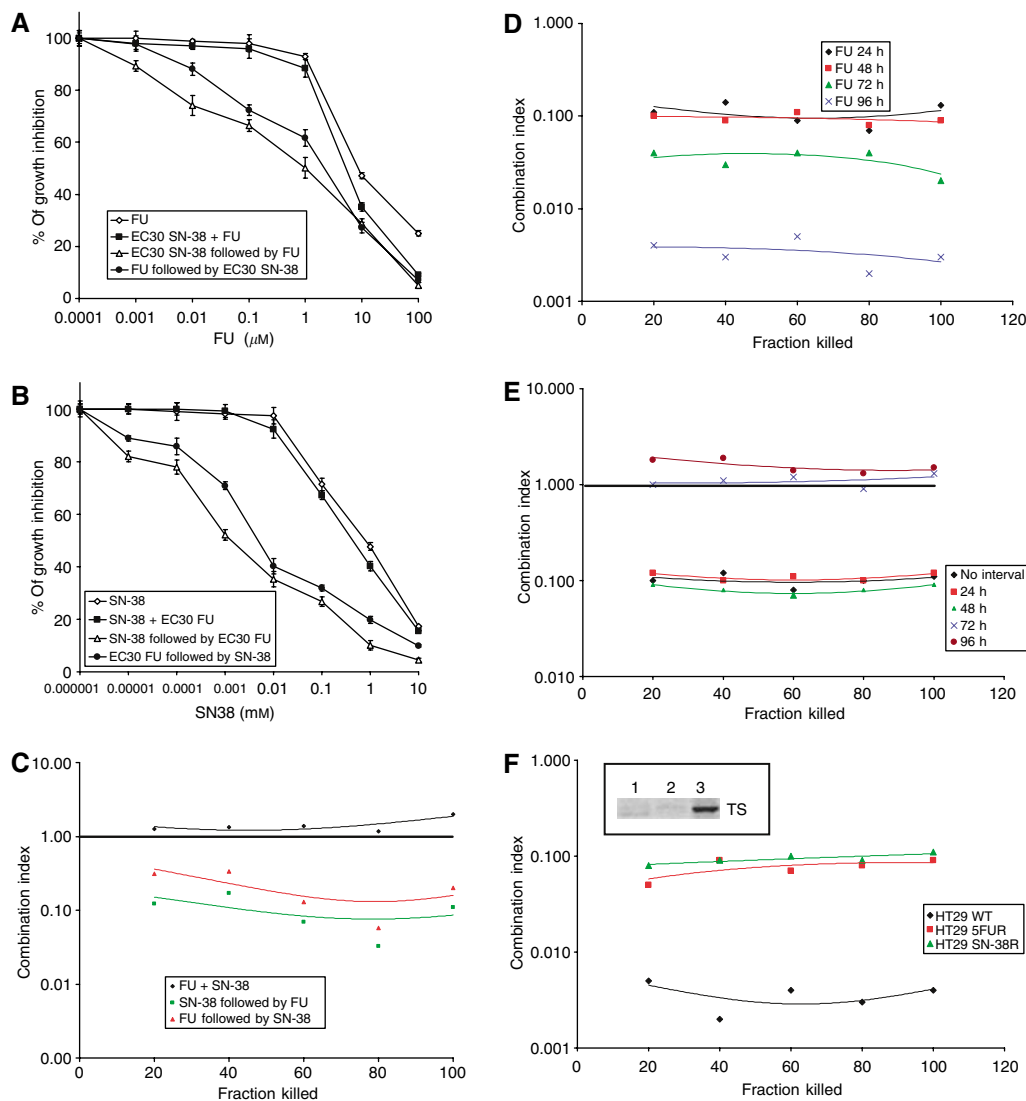 A
% Of growth inhibition
100
80
60
40
20
0
FU
EC30 SN-38 + FU
EC30 SN-38 followed by FU
FU followed by EC30 SN-38
0.0001 0.001 0.01 0.1 1 10 100
FU (μM)
B
% Of growth inhibition
100
80
60
40
20
0
SN-38
SN-38 + EC30 FU
SN-38 followed by EC30 FU
EC30 FU followed by SN-38
0.000001 0.00001 0.0001 0.001 0.01 0.1 1 10
SN38 (mM)
C
Combination index
10.00
1.00
0.10
0.01
0.00
FU + SN-38
SN-38 followed by FU
FU followed by SN-38
0 20 40 60 80 100
Fraction killed
D
Combination index
1.000
0.100
0.010
0.001
FU 24 h
FU 48 h
FU 72 h
FU 96 h
0 20 40 60 80 100 120
Fraction killed
E
Combination index
10.000
1.000
0.100
0.010
No interval
24 h
48 h
72 h
96 h
0 20 40 60 80 100 120
Fraction killed
F
Combination index
1.000
0.100
0.010
0.001
1 2 3
TS
HT29 WT
HT29 5FUR
HT29 SN-38R
0 20 40 60 80 100 120
Fraction killed